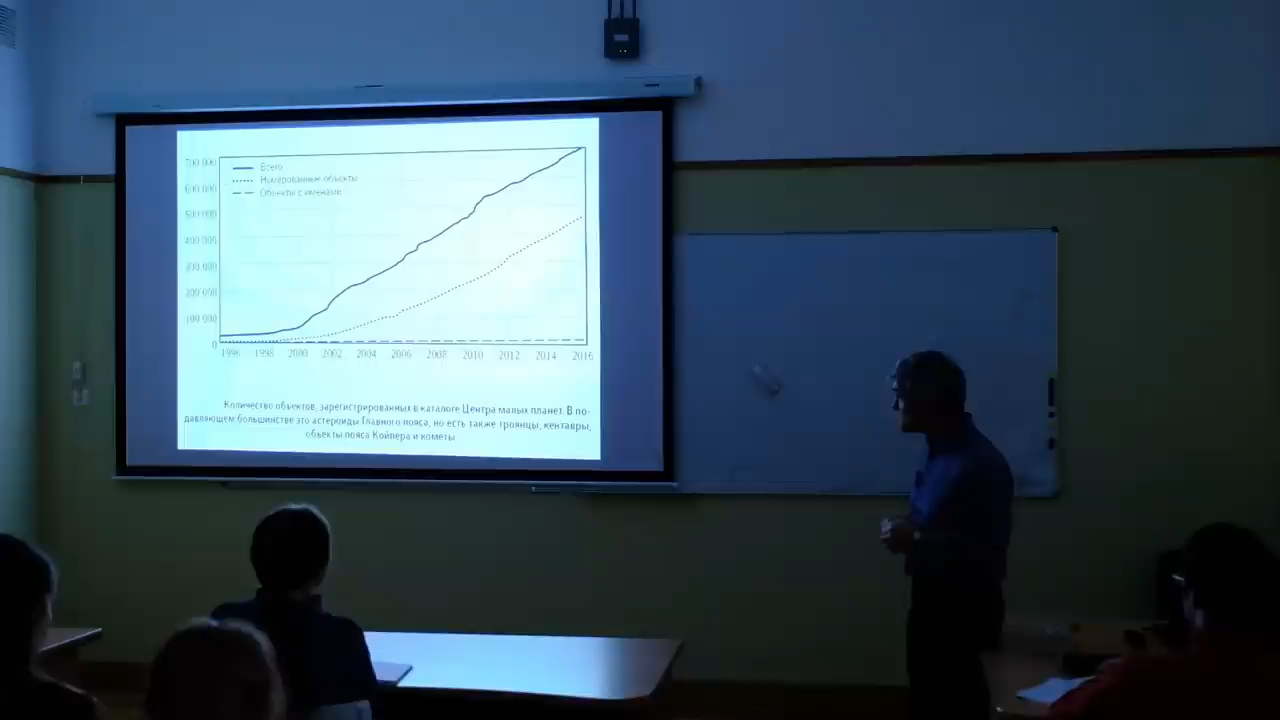 700 000
600 000
500 000
400 000
300 000
200 000
100 000
0
Всего
Нумерованные объекты
Объекты с именами
1996 1998 2000 2002 2004 2006 2008 2010 2012 2014 2016
Количество объектов, зарегистрированных в каталоге Центра малых планет. В по-
давляющем большинстве это астероиды Главного пояса, но есть также троянцы, кентавры,
объекты пояса Койпера и кометы